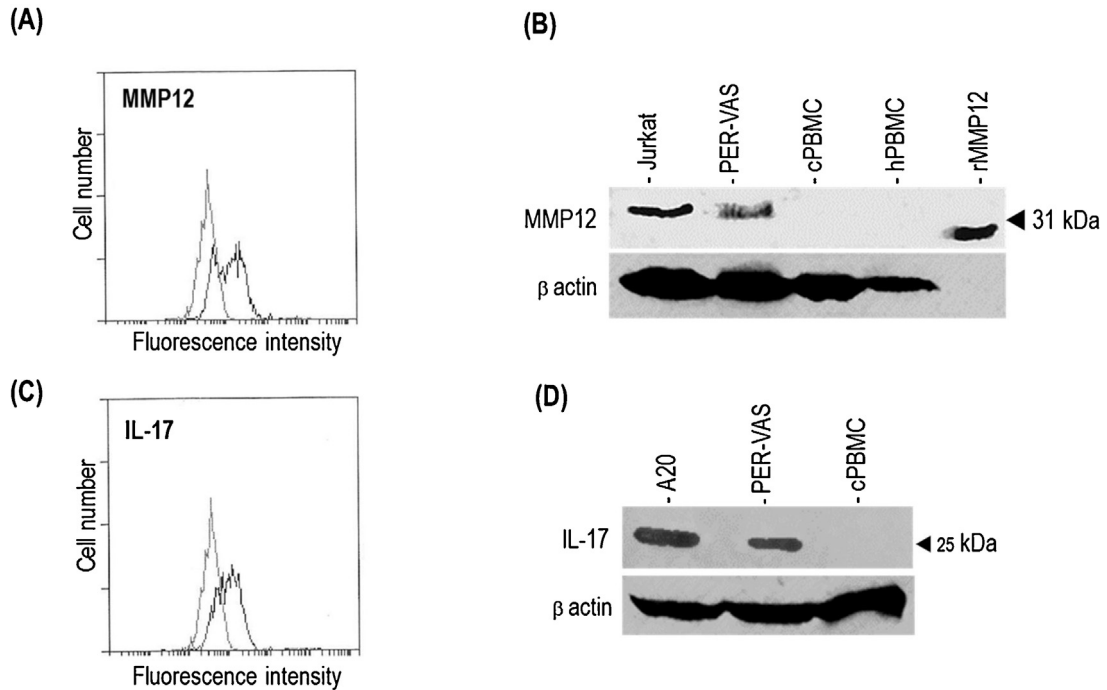 (A)
MMP12
Cell number
Fluorescence intensity
(B)
- Jurkat
- PER-VAS
- cPBMC
- hPBMC
- rMMP12
MMP12
31 kDa
β actin
(C)
IL-17
Cell number
Fluorescence intensity
(D)
- A20
- PER-VAS
- cPBMC
IL-17
25 kDa
β actin